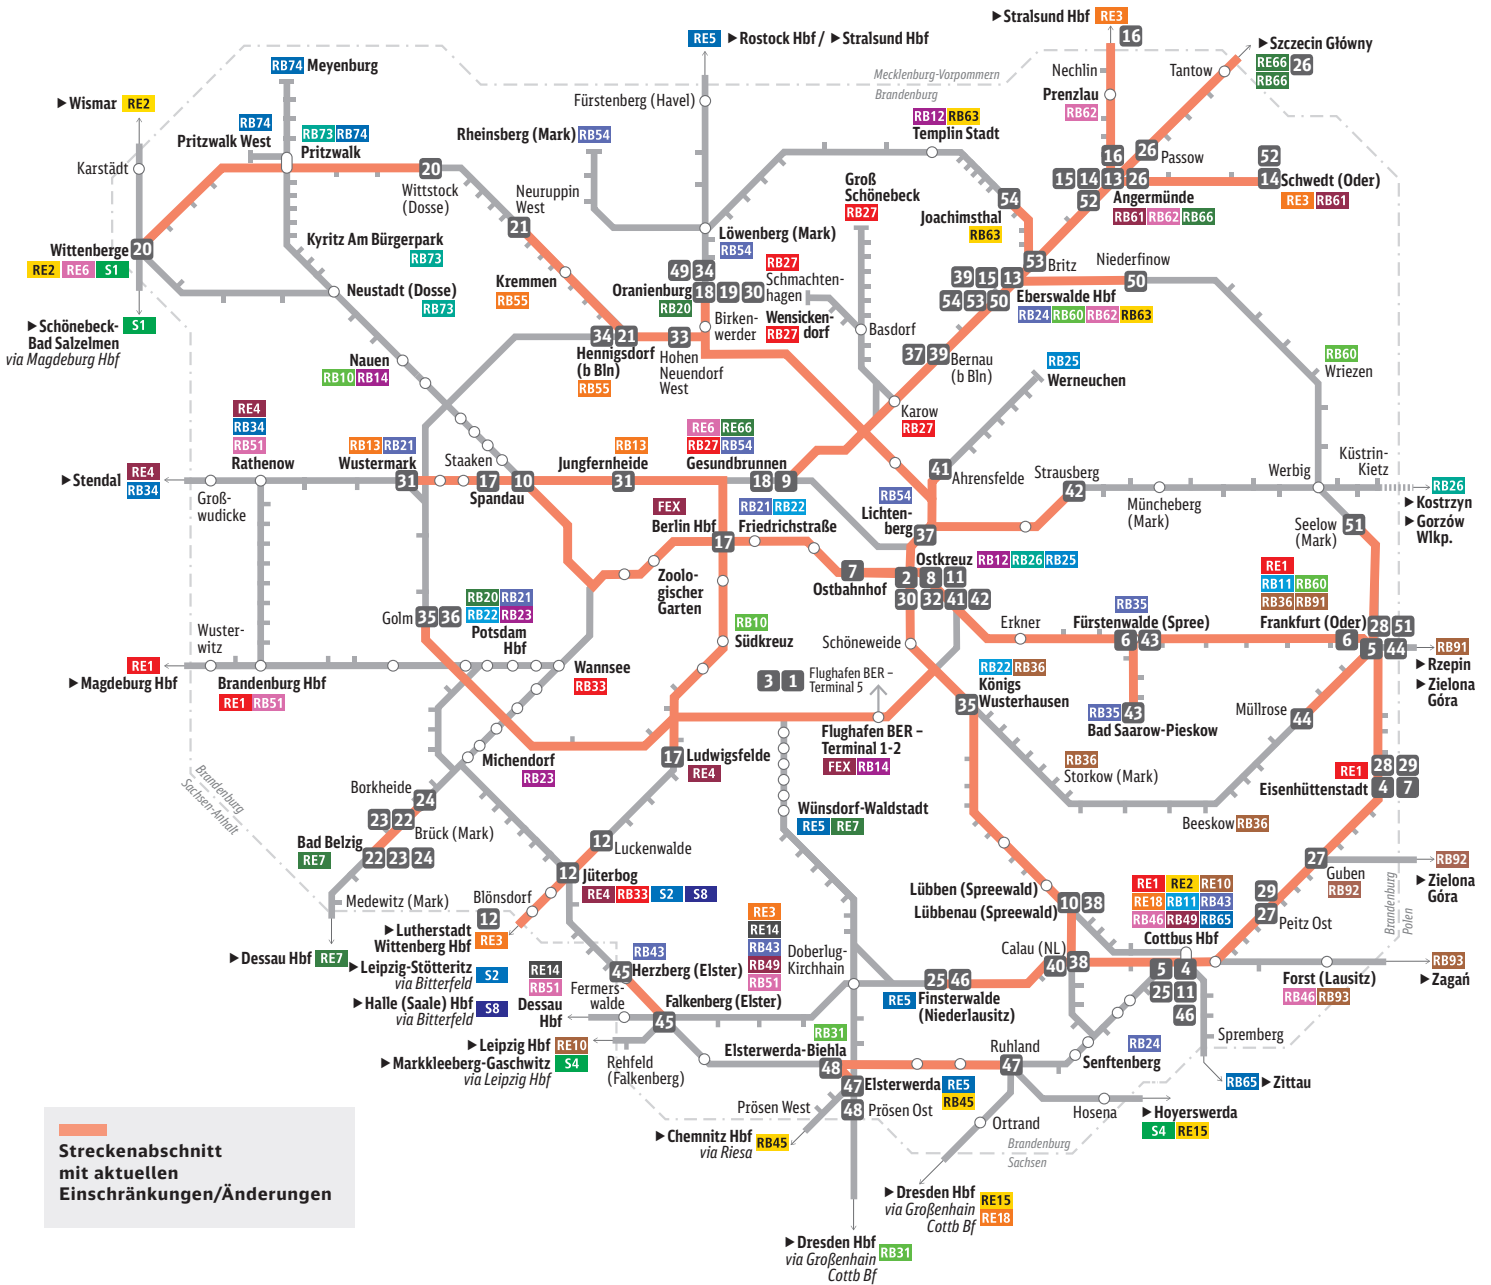 ▶ Stralsund Hbf RE3
16
RE5 ▶ Rostock Hbf / ▶ Stralsund Hbf
▶ Szczecin Główny
RE66 26
RB66
Tantow
Nechlin
Prenzlau
RB62
Mecklenburg-Vorpommern
Brandenburg
RB74 Meyenburg
▶ Wismar RE2
RB74
Pritzwalk West
RB73 RB74
Pritzwalk
Karstädt
Fürstenberg (Havel)
Rheinsberg (Mark) RB54
RB12 RB63
Templin Stadt
16
26 Passow
15 14 13 26
Angermünde
RB61 RB62 RB66
52
52
14 Schwedt (Oder)
RE3 RB61
20
Wittstock
(Dosse)
Neuruppin
West
21
Groß
Schönebeck
RB27
54
Joachimsthal
RB63
Wittenberge 20
RE2 RE6 S1
Kyritz Am Bürgerpark
RB73
Löwenberg (Mark)
RB54
53 Britz
Niederfinow
50
39 15 13
54 53 50
Eberswalde Hbf
RB24 RB60 RB62 RB63
Kremmen
RB55
49 34
Oranienburg 18 19 30
RB20
RB27
Schmachten-
hagen
Wensicken-
dorf
RB27
Birken-
werder
Basdorf
Neustadt (Dosse)
RB73
▶ Schönebeck-
Bad Salzelmen
via Magdeburg Hbf
S1
34 21
Hennigsdorf
(b Bln)
RB55
33
Hohen
Neuendorf
West
37 39 Bernau
(b Bln)
RB25
Werneuchen
RB60
Wriezen
Nauen
RB10 RB14
Karow
RB27
RE4
RB34
RB51
Rathenow
RB13 RB21
Wustermark
31
Staaken
17
Spandau
10
RB13
Jungfernheide
31
RE6 RE66
RB27 RB54
Gesundbrunnen
18 9
41
Ahrensfelde
Strausberg
42
Müncheberg
(Mark)
Werbig
Küstrin-
Kietz
RB26
▶ Kostrzyn
▶ Gorzów
Wlkp.
▶ Stendal RE4
RB34
Groß-
wudicke
FEX
Berlin Hbf
17
RB21 RB22
Friedrichstraße
RB54
Lichten-
berg
37
Seelow
(Mark)
51
Zoolo-
gischer
Garten
7
Ostbahnhof
Ostkreuz RB12 RB26 RB25
2 8 11
30 32 41 42
RE1
RB11 RB60
RB36 RB91
Frankfurt (Oder)
6
28 51
5 44
RB91
▶ Rzepin
▶ Zielona
Góra
Golm 35 36
RB20 RB21
RB22 RB23
Potsdam
Hbf
RB10
Südkreuz
Schöneweide
Erkner
RB35
Fürstenwalde (Spree)
6 43
Wuster-
witz
RE1
▶ Magdeburg Hbf
Brandenburg Hbf
RE1 RB51
Wannsee
RB33
3 1
Flughafen BER –
Terminal 5
RB22 RB36
Königs
Wusterhausen
35
RB35 43
Bad Saarow-Pieskow
Müllrose
44
Flughafen BER –
Terminal 1-2
FEX RB14
Michendorf
RB23
17 Ludwigsfelde
RE4
RB36
Storkow (Mark)
RE1
Eisenhüttenstadt
28 29
4 7
Brandenburg
Sachsen-Anhalt
Borkheide
24
23 22
Brück (Mark)
Bad Belzig
RE7
22 23 24
Wünsdorf-Waldstadt
RE5 RE7
Beeskow RB36
12
Luckenwalde
12
Jüterbog
RE4 RB33 S2 S8
27
Guben
RB92
RB92
▶ Zielona
Góra
Medewitz (Mark)
Blönsdorf
12
▶ Lutherstadt
Wittenberg Hbf
RE3
Lübben (Spreewald)
Lübbenau (Spreewald)
10 38
RE1 RE2 RE10
RE18 RB11 RB43
RB46 RB49 RB65
Cottbus Hbf
29
27
Peitz Ost
Brandenburg
Polen
▶ Dessau Hbf RE7
▶ Leipzig-Stötteritz
via Bitterfeld
S2
▶ Halle (Saale) Hbf
via Bitterfeld
S8
RB43
45 Herzberg (Elster)
RE3
RE14
RB43
RB49
RB51
Falkenberg (Elster)
Doberlug-
Kirchhain
Calau (NL)
40 38
5 4
25 11
46
Forst (Lausitz)
RB46 RB93
RB93
▶ Zagań
RE14
RB51
Dessau
Hbf
Fermers-
walde
45
RE5
25 46
Finsterwalde
(Niederlausitz)
Spremberg
▶ Leipzig Hbf RE10
▶ Markkleeberg-Gaschwitz
via Leipzig Hbf
S4
Rehfeld
(Falkenberg)
RB31
Elsterwerda-Biehla
48
47
Elsterwerda RE5
RB45
48 Prösen Ost
Prösen West
Ruhland
47
RB24
Senftenberg
RB65 ▶ Zittau
Hosena
▶ Hoyerswerda
S4 RE15
Ortrand
▶ Chemnitz Hbf
via Riesa
RB45
Brandenburg
Sachsen
▶ Dresden Hbf
via Großenhain
Cottb Bf
RE15
RE18
▶ Dresden Hbf
via Großenhain
Cottb Bf
RB31
Streckenabschnitt
mit aktuellen
Einschränkungen/Änderungen